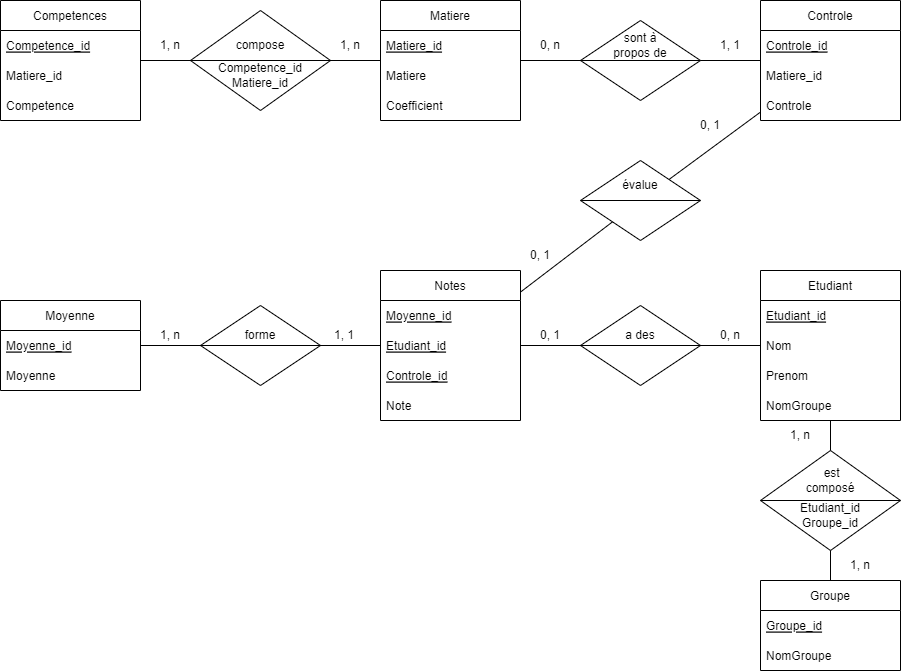 Competences
Competence_id
Matiere_id
Competence
1, n
compose
Competence_id
Matiere_id
1, n
Matiere
Matiere_id
Matiere
Coefficient
0, n
sont à
propos de
1, 1
Controle
Controle_id
Matiere_id
Controle
0, 1
évalue
0, 1
Moyenne
Moyenne_id
Moyenne
1, n
forme
1, 1
Notes
Moyenne_id
Etudiant_id
Controle_id
Note
0, 1
a des
0, n
Etudiant
Etudiant_id
Nom
Prenom
NomGroupe
1, n
est
composé
Etudiant_id
Groupe_id
1, n
Groupe
Groupe_id
NomGroupe